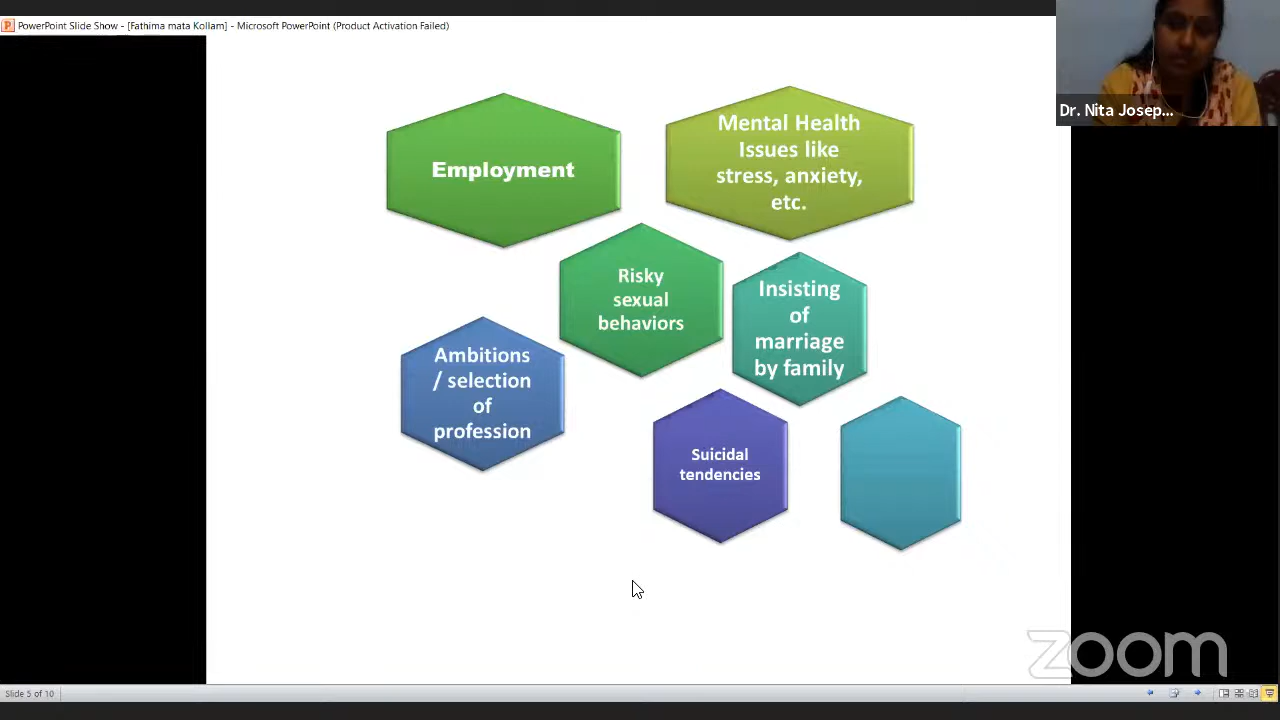 PowerPoint Slide Show - [Fathima mata Kollam] - Microsoft PowerPoint (Product Activation Failed)
Dr. Nita Josep...
Employment
Mental Health
Issues like
stress, anxiety,
etc.
Risky
sexual
behaviors
Insisting
of
marriage
by family
Ambitions
/ selection
of
profession
Suicidal
tendencies
zoom
Slide 5 of 10